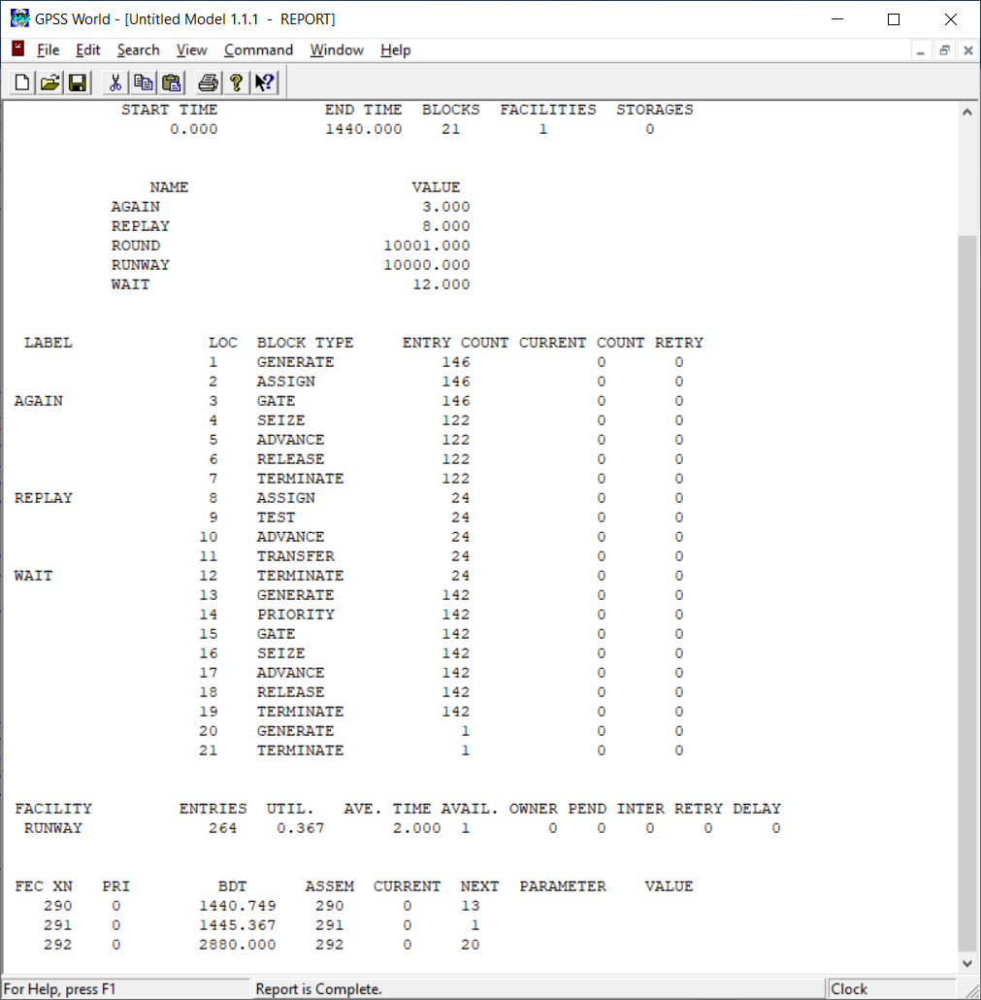 GPSS World - [Untitled Model 1.1.1 - REPORT]
File Edit Search View Command Window Help
START TIME END TIME BLOCKS FACILITIES STORAGES
0.000 1440.000 21 1 0
NAME VALUE
AGAIN 3.000
REPLAY 8.000
ROUND 10001.000
RUNWAY 10000.000
WAIT 12.000
LABEL LOC BLOCK TYPE ENTRY COUNT CURRENT COUNT RETRY
1 GENERATE 146 0 0
2 ASSIGN 146 0 0
AGAIN 3 GATE 146 0 0
4 SEIZE 122 0 0
5 ADVANCE 122 0 0
6 RELEASE 122 0 0
7 TERMINATE 122 0 0
REPLAY 8 ASSIGN 24 0 0
9 TEST 24 0 0
10 ADVANCE 24 0 0
11 TRANSFER 24 0 0
WAIT 12 TERMINATE 24 0 0
13 GENERATE 142 0 0
14 PRIORITY 142 0 0
15 GATE 142 0 0
16 SEIZE 142 0 0
17 ADVANCE 142 0 0
18 RELEASE 142 0 0
19 TERMINATE 142 0 0
20 GENERATE 1 0 0
21 TERMINATE 1 0 0
FACILITY ENTRIES UTIL. AVE. TIME AVAIL. OWNER PEND INTER RETRY DELAY
RUNWAY 264 0.367 2.000 1 0 0 0 0 0
FEC XN PRI BDT ASSEM CURRENT NEXT PARAMETER VALUE
290 0 1440.749 290 0 13
291 0 1445.367 291 0 1
292 0 2880.000 292 0 20
For Help, press F1 Report is Complete. Clock